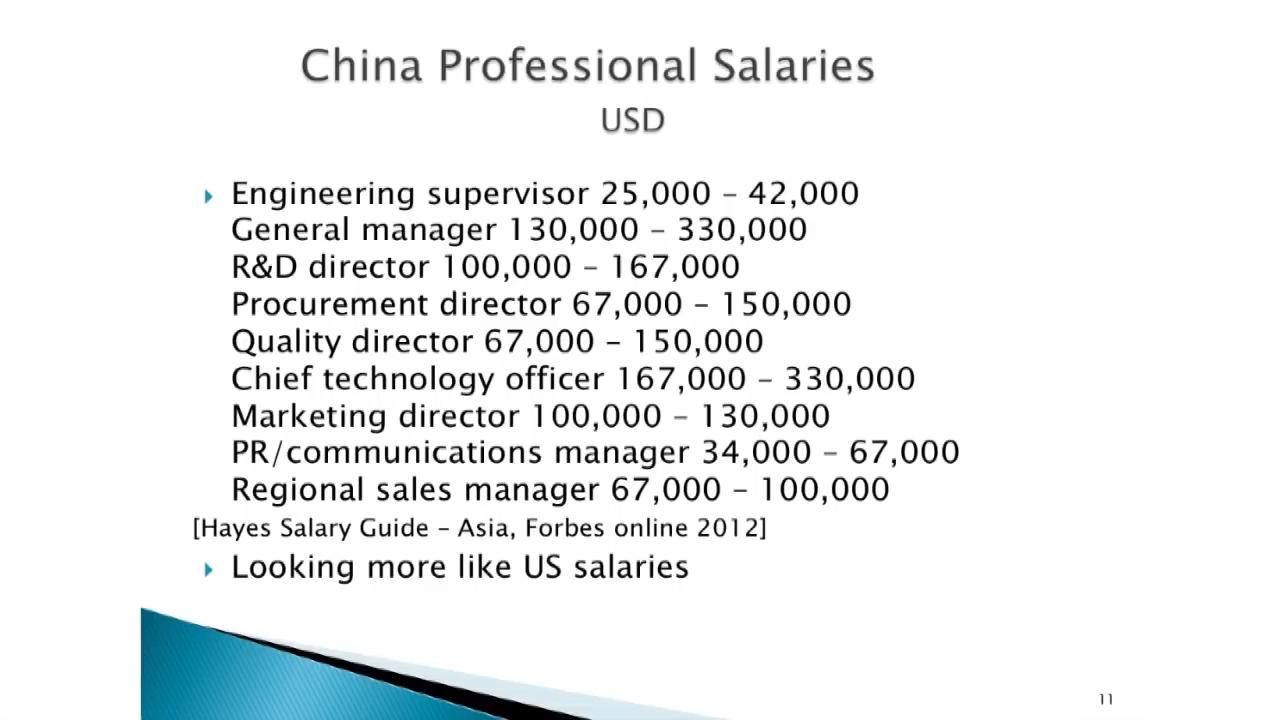 China Professional Salaries
USD
Engineering supervisor 25,000 – 42,000
General manager 130,000 – 330,000
R&D director 100,000 – 167,000
Procurement director 67,000 – 150,000
Quality director 67,000 – 150,000
Chief technology officer 167,000 – 330,000
Marketing director 100,000 – 130,000
PR/communications manager 34,000 – 67,000
Regional sales manager 67,000 – 100,000
[Hayes Salary Guide – Asia, Forbes online 2012]
Looking more like US salaries
11